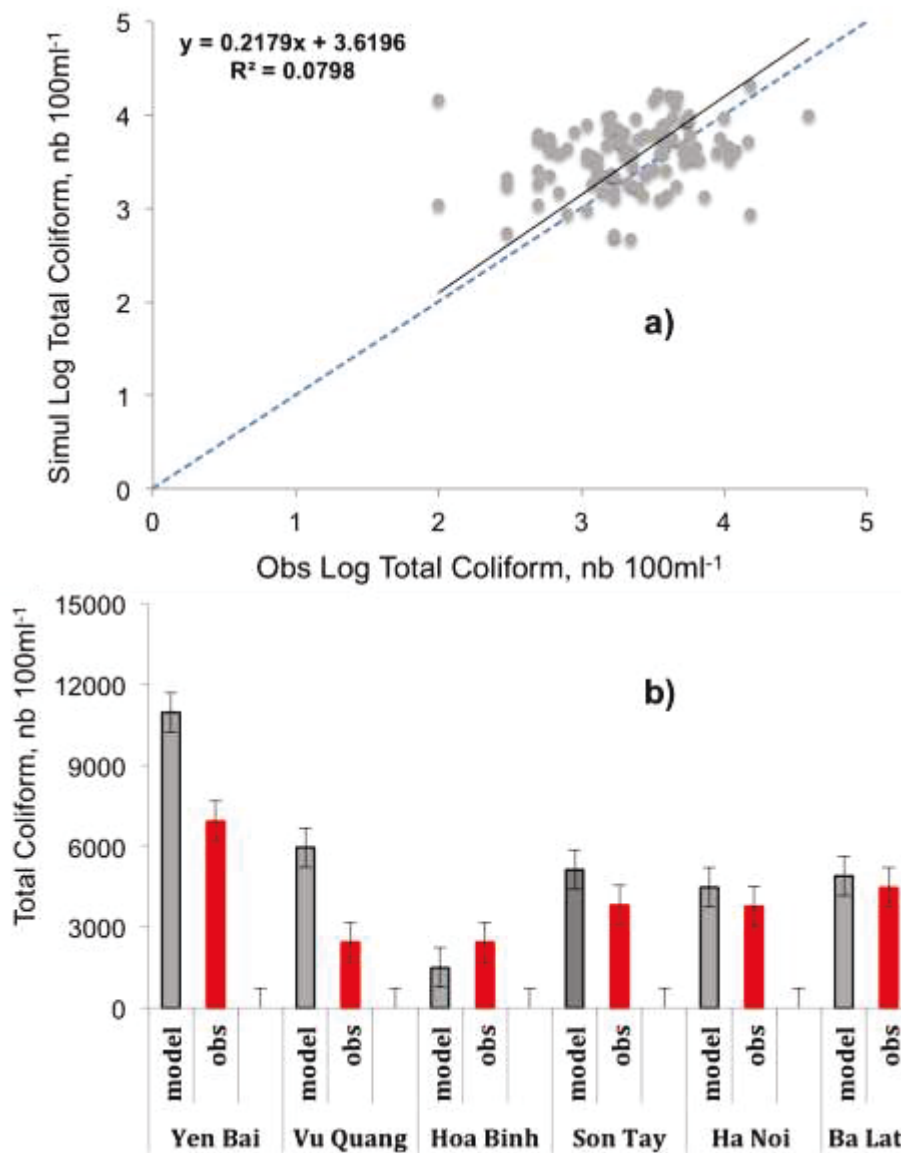 y = 0.2179x + 3.6196
R² = 0.0798
5
4
3
2
1
0
a)
0 1 2 3 4 5
Simul Log Total Coliform, nb 100ml⁻¹
Obs Log Total Coliform, nb 100ml⁻¹
15000
12000
9000
6000
3000
0
b)
Total Coliform, nb 100ml⁻¹
model obs model obs model obs model obs model obs model obs
Yen Bai Vu Quang Hoa Binh Son Tay Ha Noi Ba Lat